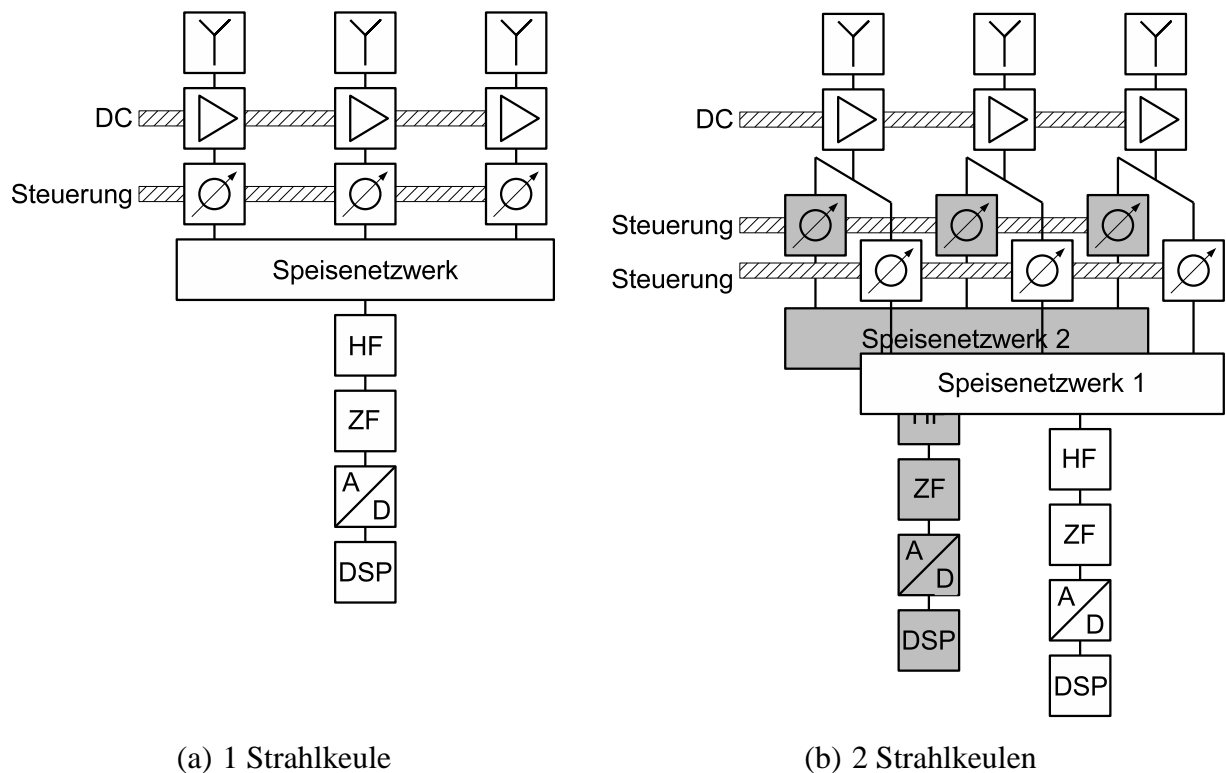 DC
Steuerung
Speisenetzwerk
HF
ZF
A
D
DSP
(a) 1 Strahlkeule
DC
Steuerung
Steuerung
Speisenetzwerk 2
Speisenetzwerk 1
HF
ZF
A
D
DSP
HF
ZF
A
D
DSP
(b) 2 Strahlkeulen